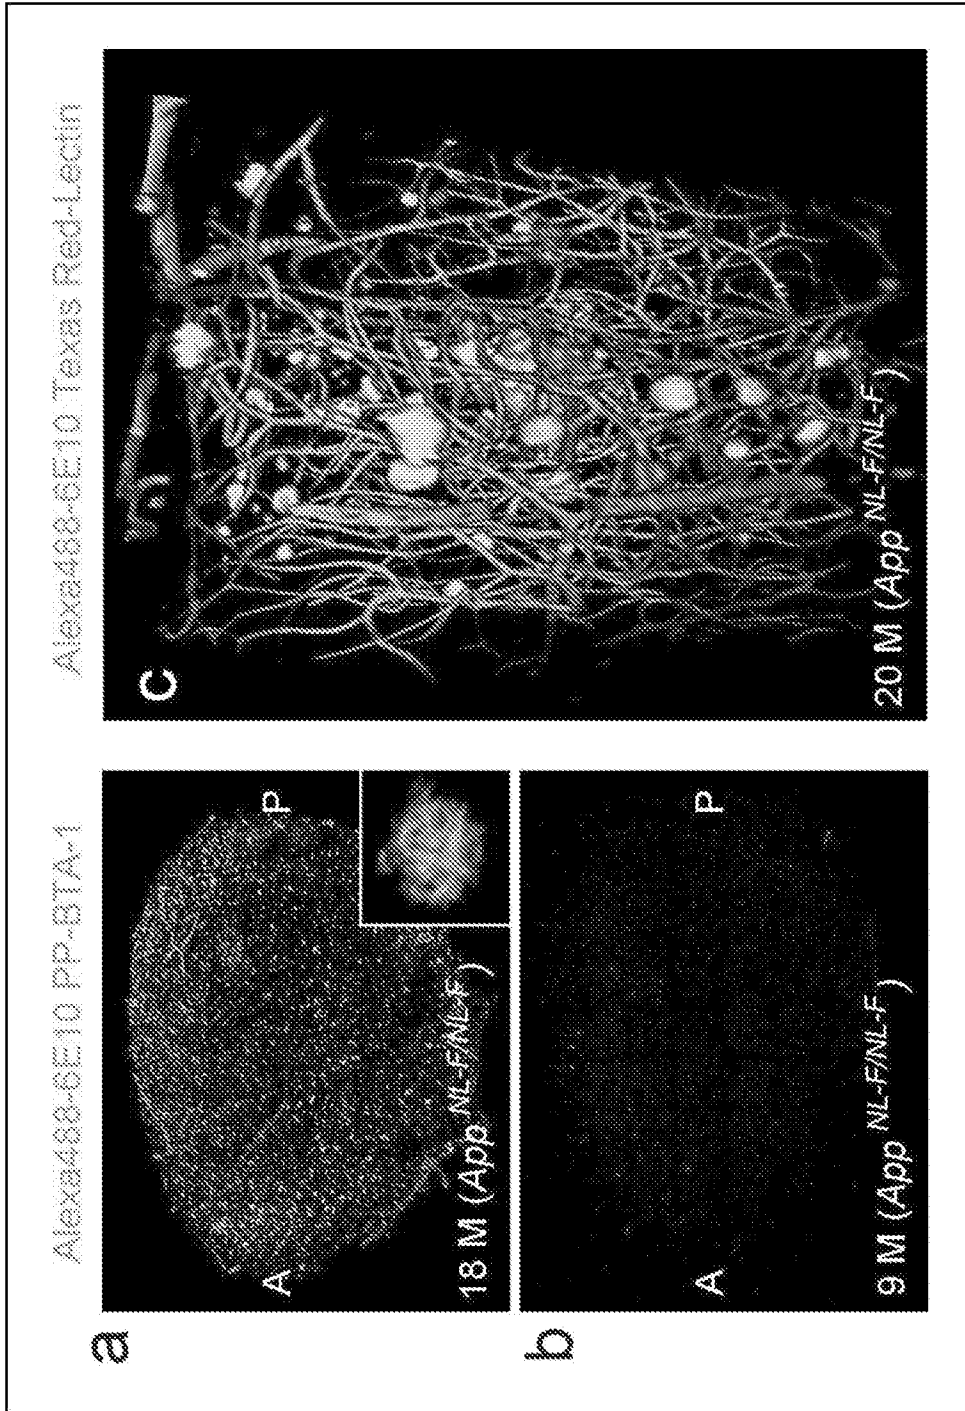 Alexa488-6E10 PP-BTA-1
a
A
P
18 M (App NL-F/NL-F)
b
A
P
9 M (App NL-F/NL-F)
Alexa488-6E10 Texas Red-Lectin
C
20 M (App NL-F/NL-F)